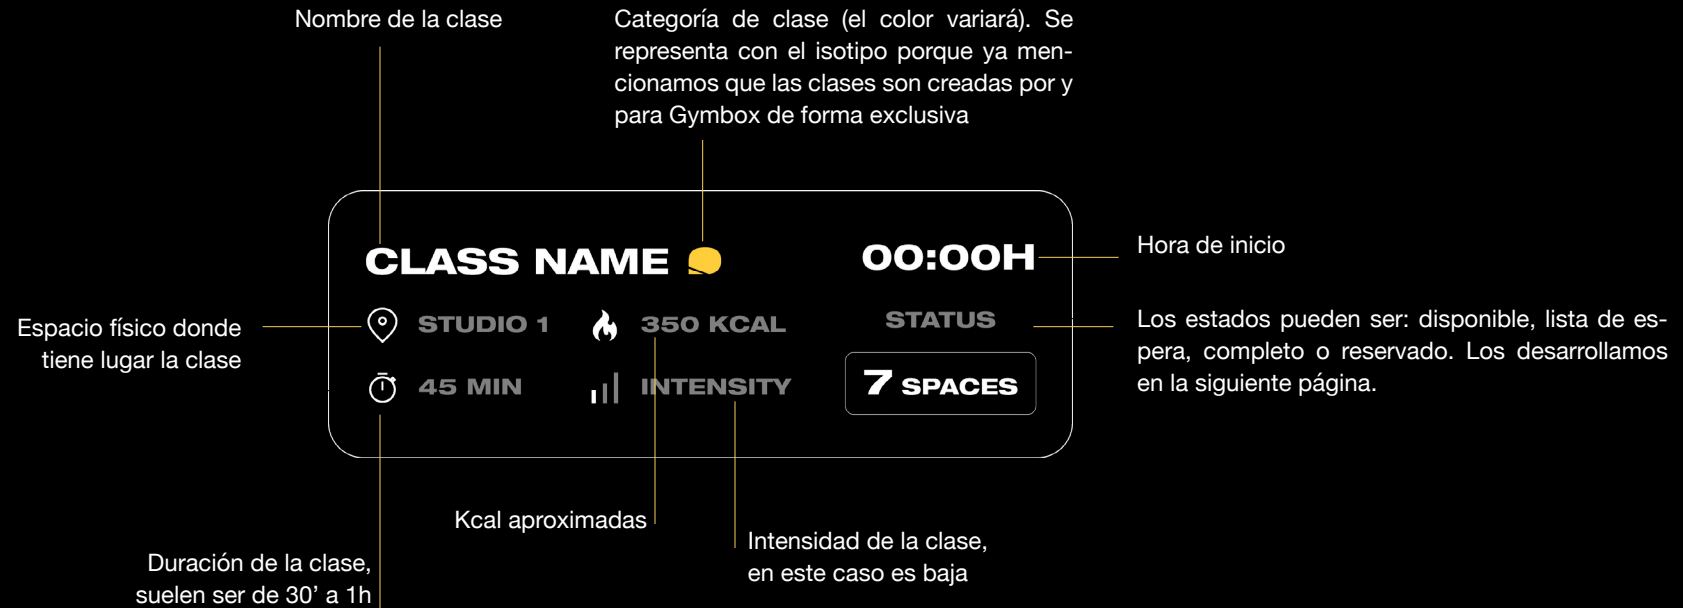 Nombre de la clase
Categoría de clase (el color variará). Se
representa con el isotipo porque ya men-
cionamos que las clases son creadas por y
para Gymbox de forma exclusiva
CLASS NAME
00:00H
Hora de inicio
Espacio físico donde
tiene lugar la clase
STUDIO 1
350 KCAL
STATUS
Los estados pueden ser: disponible, lista de es-
pera, completo o reservado. Los desarrollamos
en la siguiente página.
45 MIN
INTENSITY
7 SPACES
Kcal aproximadas
Intensidad de la clase,
en este caso es baja
Duración de la clase,
suelen ser de 30’ a 1h